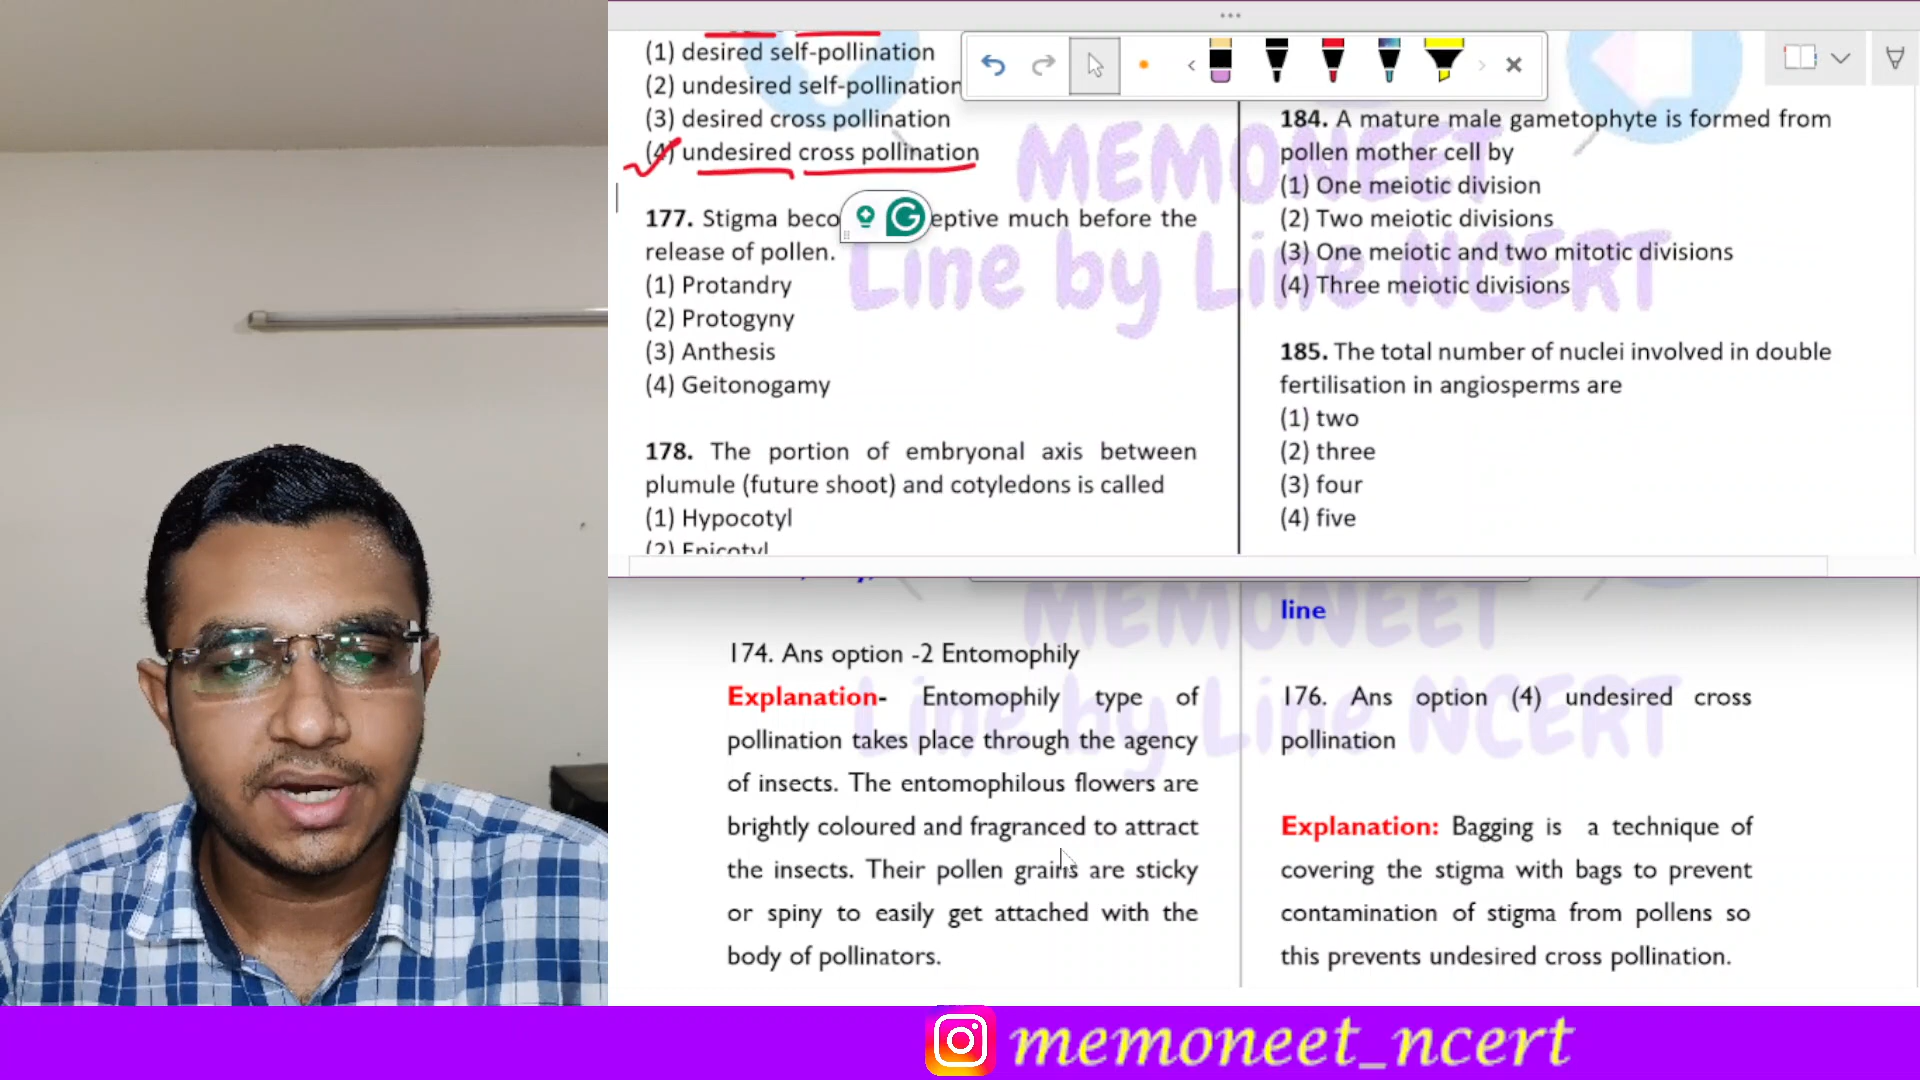 (1) desired self-pollination
(2) undesired self-pollination
(3) desired cross pollination
(4) undesired cross pollination
177. Stigma beco eptive much before the
release of pollen.
(1) Protandry
(2) Protogyny
(3) Anthesis
(4) Geitonogamy
178. The portion of embryonal axis between
plumule (future shoot) and cotyledons is called
(1) Hypocotyl
(2) Epicotyl
184. A mature male gametophyte is formed from
pollen mother cell by
(1) One meiotic division
(2) Two meiotic divisions
(3) One meiotic and two mitotic divisions
(4) Three meiotic divisions
185. The total number of nuclei involved in double
fertilisation in angiosperms are
(1) two
(2) three
(3) four
(4) five
MEMONEET
Line by Line NCERT
174. Ans option -2 Entomophily
Explanation- Entomophily type of
pollination takes place through the agency
of insects. The entomophilous flowers are
brightly coloured and fragranced to attract
the insects. Their pollen grains are sticky
or spiny to easily get attached with the
body of pollinators.
line
176. Ans option (4) undesired cross
pollination
Explanation: Bagging is a technique of
covering the stigma with bags to prevent
contamination of stigma from pollens so
this prevents undesired cross pollination.
MEMONEET
Line by Line NCERT
memoneet_ncert